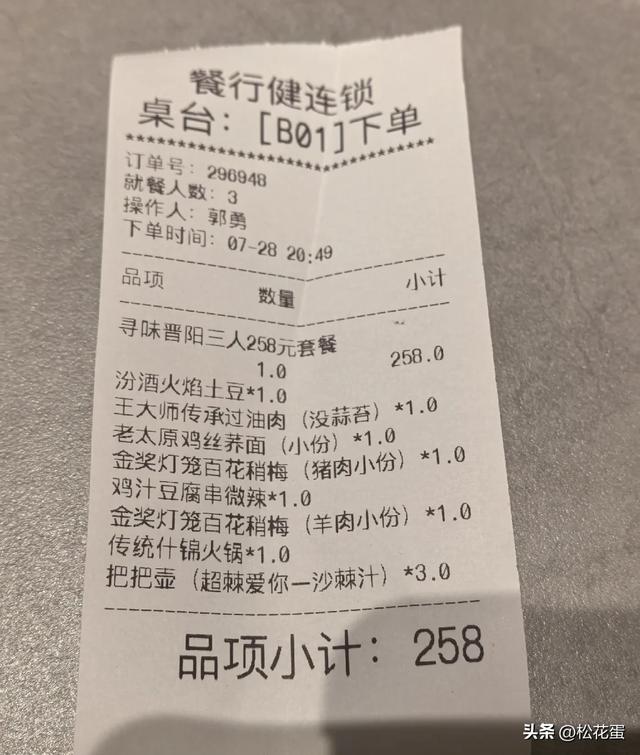 餐行健连锁
桌台：[B01]下单
********************************
订单号：296948
就餐人数：3
操作人：郭勇
下单时间：07-28 20:49
--------------------------------
品项 数量 小计
--------------------------------
寻味晋阳三人258元套餐
1.0 258.0
汾酒火焰土豆*1.0
王大师传承过油肉（没蒜苔）*1.0
老太原鸡丝荞面（小份）*1.0
金奖灯笼百花稍梅（猪肉小份）*1.0
鸡汁豆腐串微辣*1.0
金奖灯笼百花稍梅（羊肉小份）*1.0
传统什锦火锅*1.0
把把壶（超棘爱你一沙棘汁）*3.0
--------------------------------
品项小计：258
头条 @松花蛋